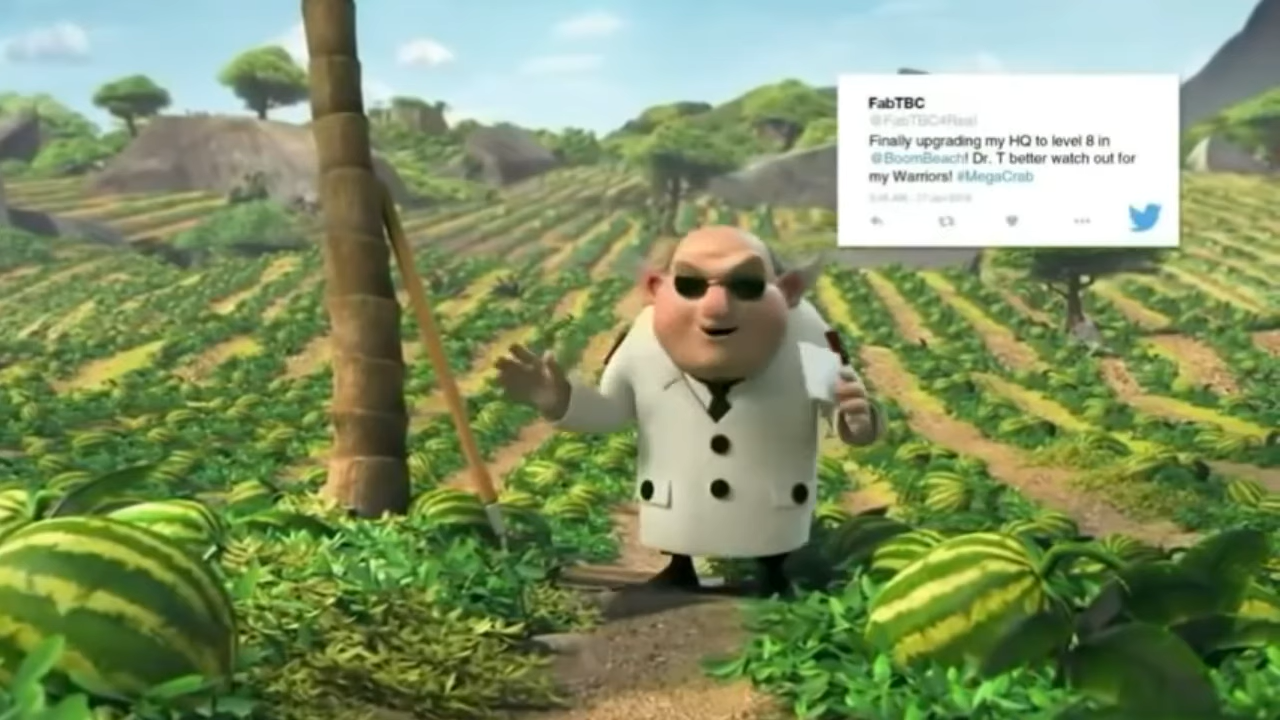 FabTBC
@FabTBC4Real
Finally upgrading my HQ to level 8 in
@BoomBeach! Dr. T better watch out for
my Warriors! #MegaCrab